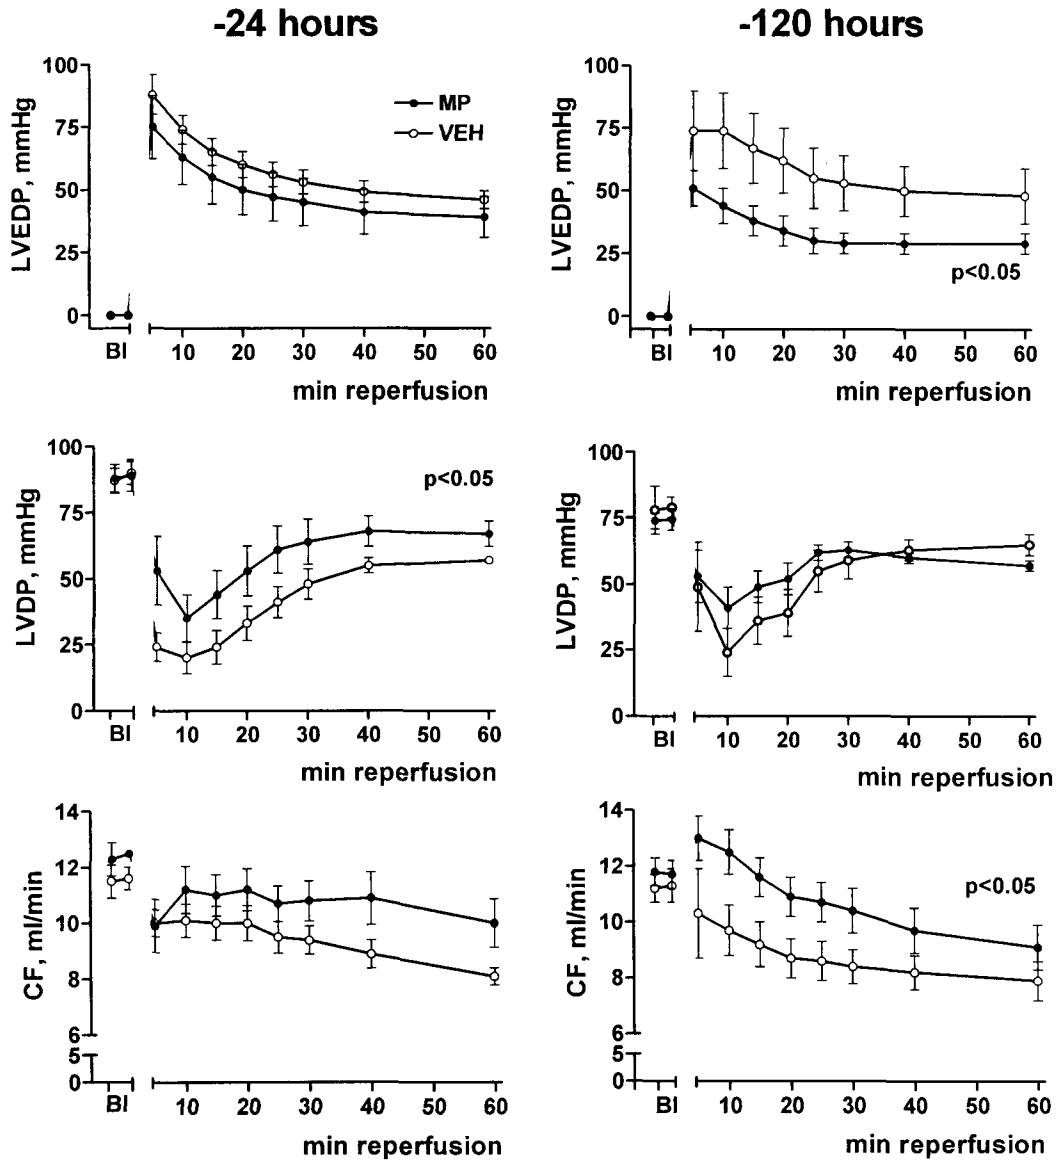 -24 hours
-120 hours
LVEDP, mmHg
100
75
50
25
0
MP
VEH
BI
10 20 30 40 50 60
min reperfusion
LVEDP, mmHg
100
75
50
25
0
p<0.05
BI
10 20 30 40 50 60
min reperfusion
LVDP, mmHg
100
75
50
25
0
p<0.05
BI
10 20 30 40 50 60
min reperfusion
LVDP, mmHg
100
75
50
25
0
BI
10 20 30 40 50 60
min reperfusion
CF, ml/min
14
12
10
8
6
5
0
BI
10 20 30 40 50 60
min reperfusion
CF, ml/min
14
12
10
8
6
5
0
p<0.05
BI
10 20 30 40 50 60
min reperfusion